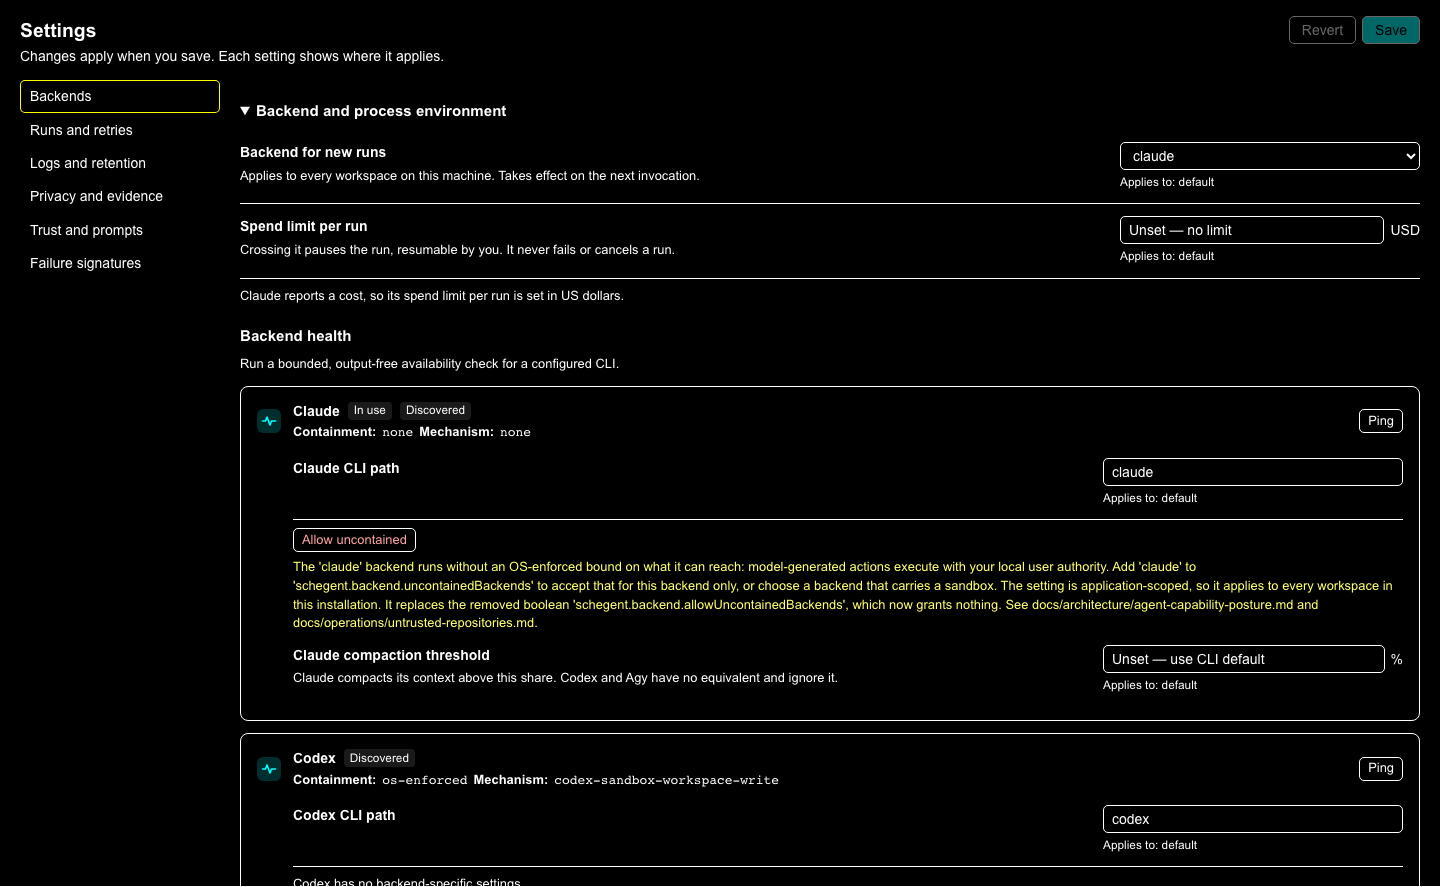 Settings
Revert
Save
Changes apply when you save. Each setting shows where it applies.
Backends
Runs and retries
Logs and retention
Privacy and evidence
Trust and prompts
Failure signatures
▼ Backend and process environment
Backend for new runs
Applies to every workspace on this machine. Takes effect on the next invocation.
claude
Applies to: default
Spend limit per run
Crossing it pauses the run, resumable by you. It never fails or cancels a run.
Unset — no limit USD
Applies to: default
Claude reports a cost, so its spend limit per run is set in US dollars.
Backend health
Run a bounded, output-free availability check for a configured CLI.
Claude In use Discovered
Containment: none Mechanism: none
Ping
Claude CLI path
claude
Applies to: default
Allow uncontained
The 'claude' backend runs without an OS-enforced bound on what it can reach: model-generated actions execute with your local user authority. Add 'claude' to
'schegent.backend.uncontainedBackends' to accept that for this backend only, or choose a backend that carries a sandbox. The setting is application-scoped, so it applies to every workspace in
this installation. It replaces the removed boolean 'schegent.backend.allowUncontainedBackends', which now grants nothing. See docs/architecture/agent-capability-posture.md and
docs/operations/untrusted-repositories.md.
Claude compaction threshold
Claude compacts its context above this share. Codex and Agy have no equivalent and ignore it.
Unset — use CLI default %
Applies to: default
Codex Discovered
Containment: os-enforced Mechanism: codex-sandbox-workspace-write
Ping
Codex CLI path
codex
Applies to: default
Codex has no backend-specific settings